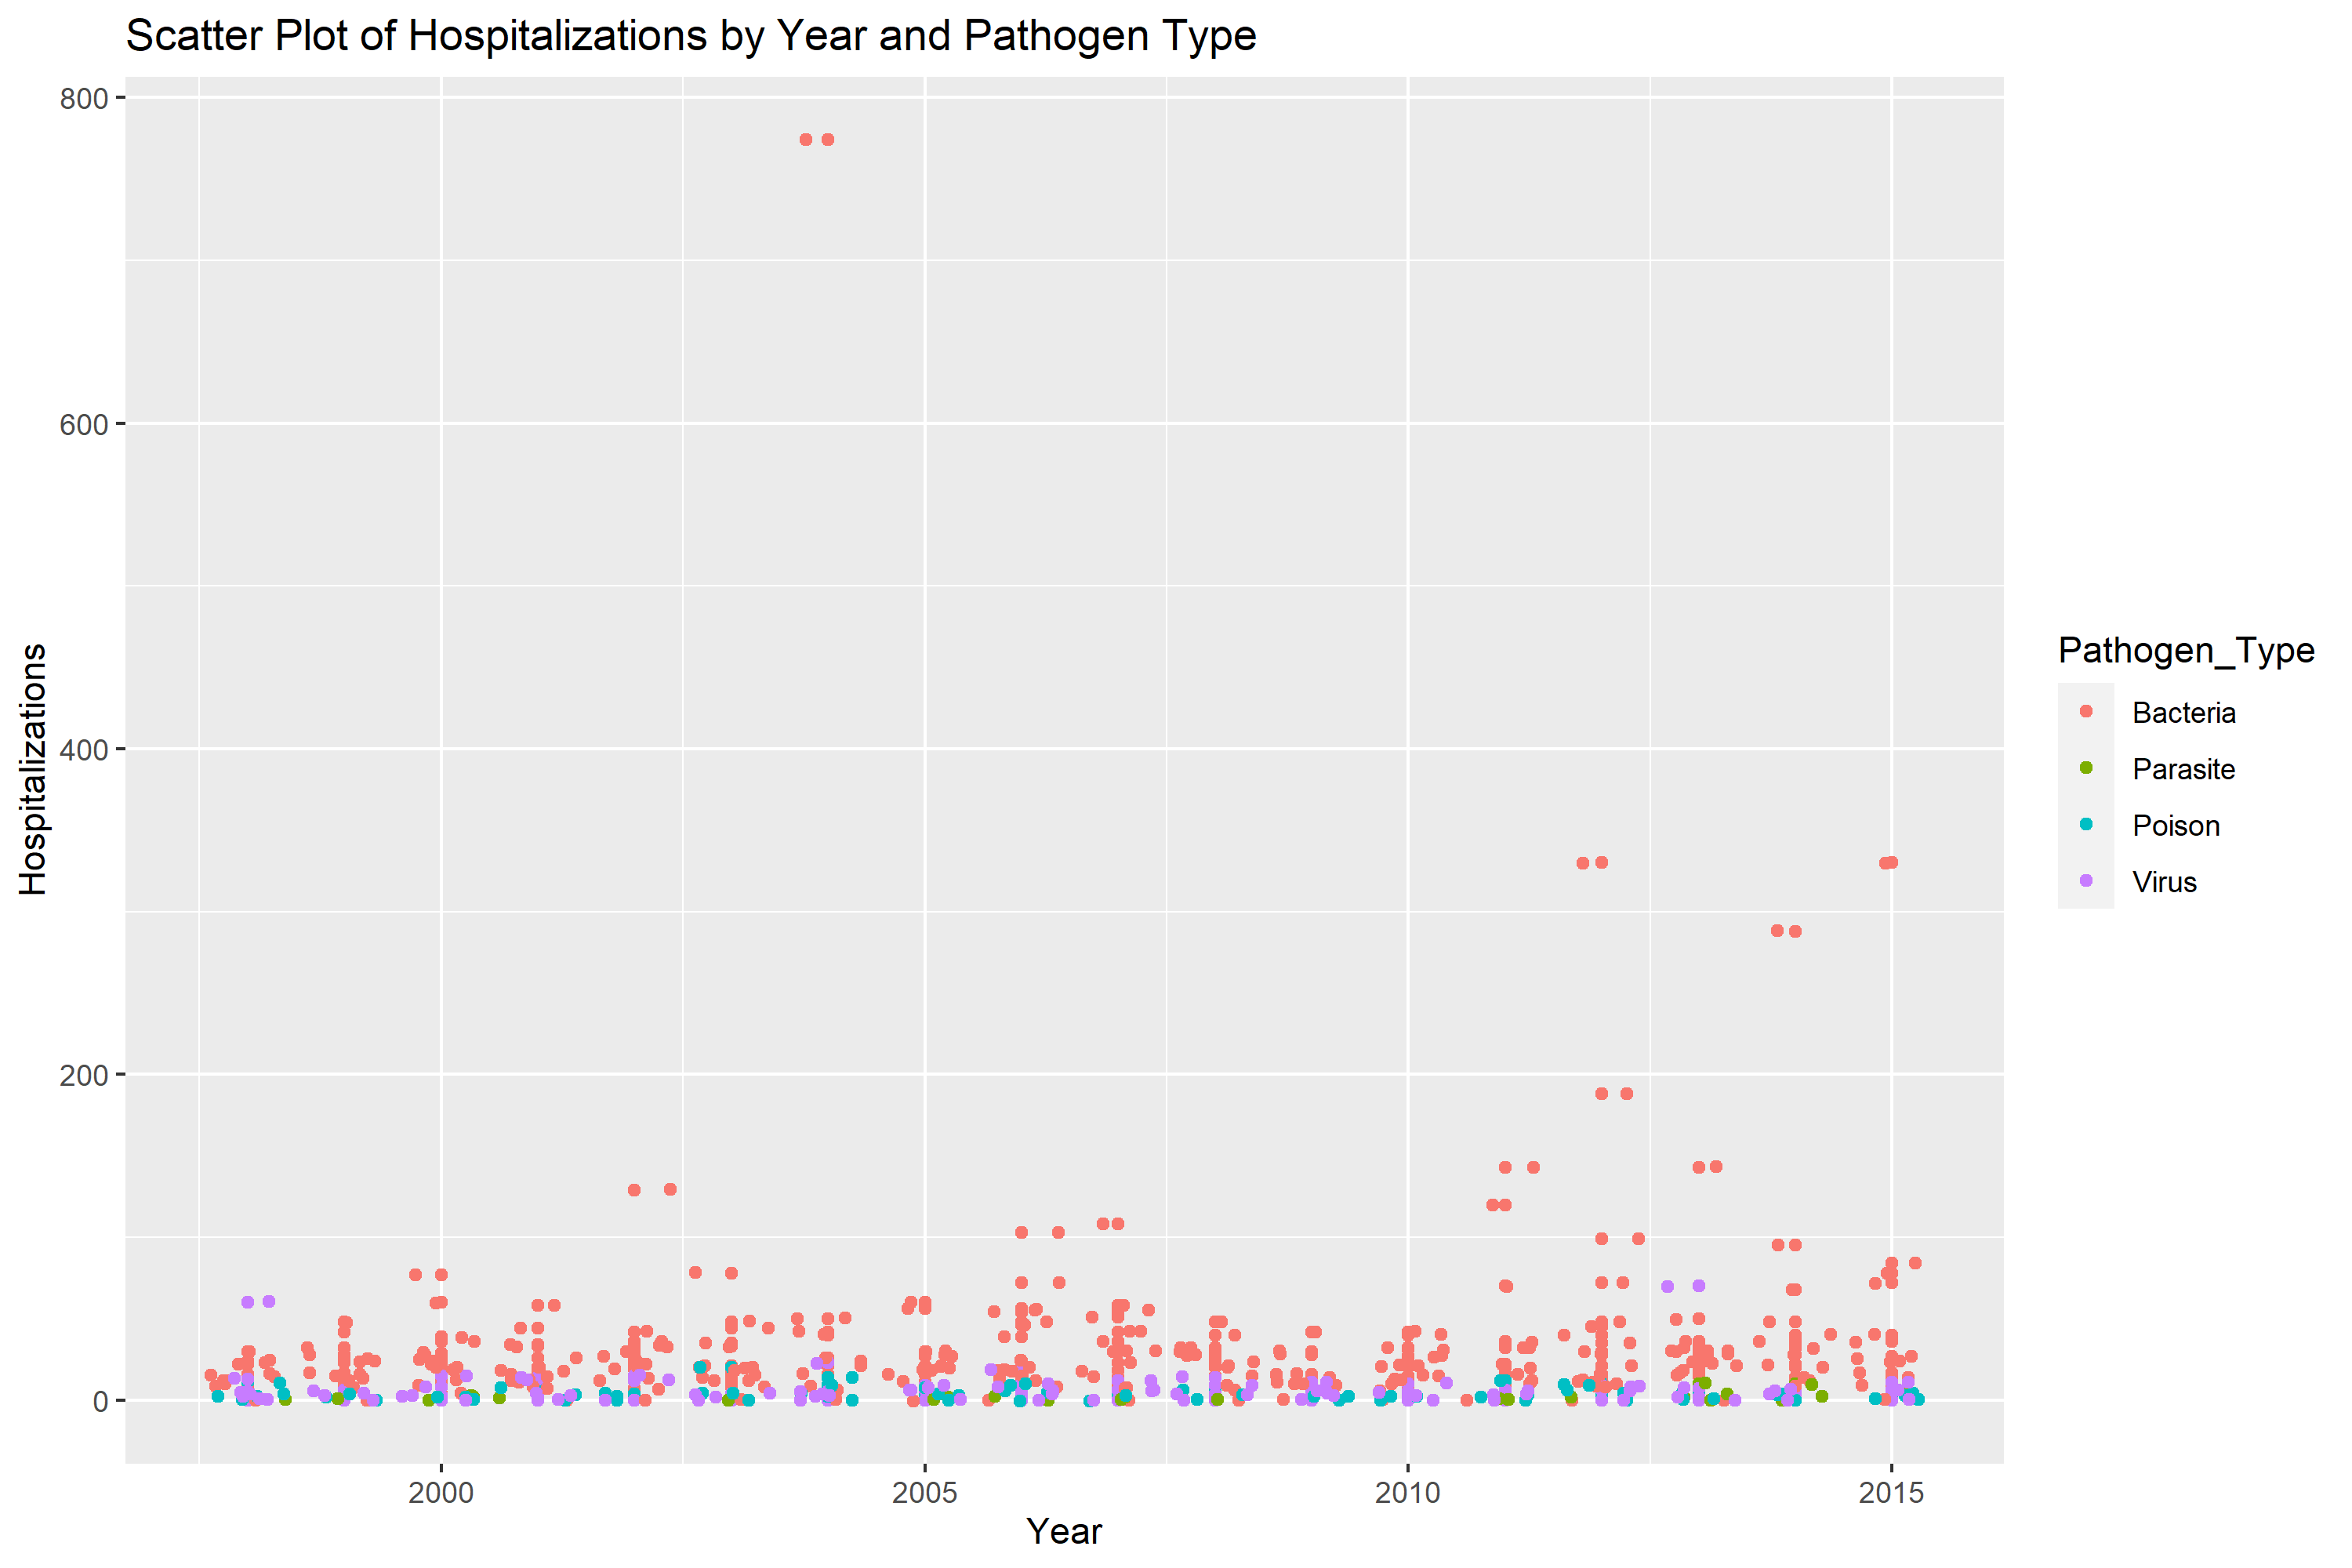 Scatter Plot of Hospitalizations by Year and Pathogen Type
800
600
400
200
0
Hospitalizations
2000
2005
2010
2015
Year
Pathogen_Type
Bacteria
Parasite
Poison
Virus